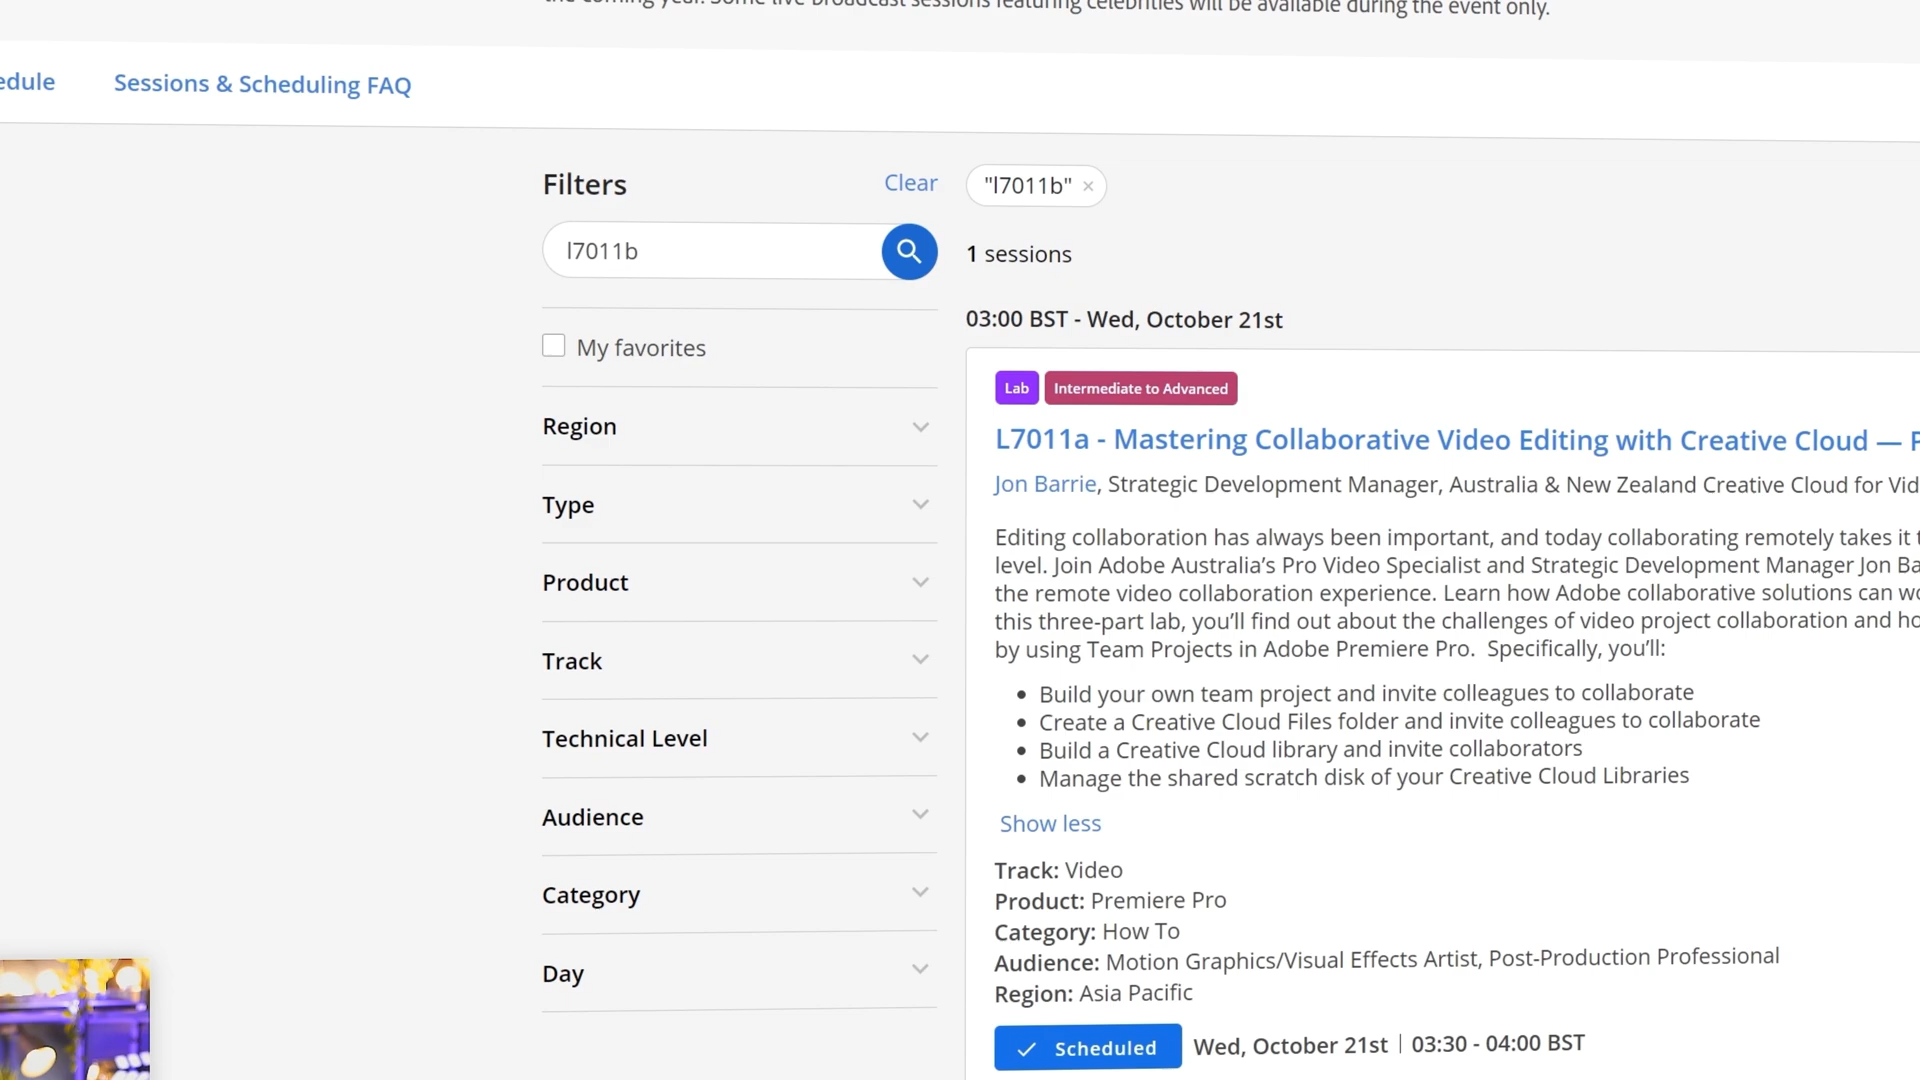 the coming year. Some live broadcast sessions featuring celebrities will be available during the event only.
edule
Sessions & Scheduling FAQ
Filters
Clear
"l7011b" ×
l7011b
1 sessions
03:00 BST - Wed, October 21st
My favorites
Lab
Intermediate to Advanced
Region
L7011a - Mastering Collaborative Video Editing with Creative Cloud —
Jon Barrie, Strategic Development Manager, Australia & New Zealand Creative Cloud for Vid
Type
Editing collaboration has always been important, and today collaborating remotely takes it
level. Join Adobe Australia’s Pro Video Specialist and Strategic Development Manager Jon Ba
Product
the remote video collaboration experience. Learn how Adobe collaborative solutions can wo
this three-part lab, you’ll find out about the challenges of video project collaboration and ho
by using Team Projects in Adobe Premiere Pro.  Specifically, you’ll:
Track
• Build your own team project and invite colleagues to collaborate
• Create a Creative Cloud Files folder and invite colleagues to collaborate
• Build a Creative Cloud library and invite collaborators
• Manage the shared scratch disk of your Creative Cloud Libraries
Technical Level
Audience
Show less
Track: Video
Product: Premiere Pro
Category: How To
Audience: Motion Graphics/Visual Effects Artist, Post-Production Professional
Region: Asia Pacific
Category
Day
Scheduled
Wed, October 21st | 03:30 - 04:00 BST